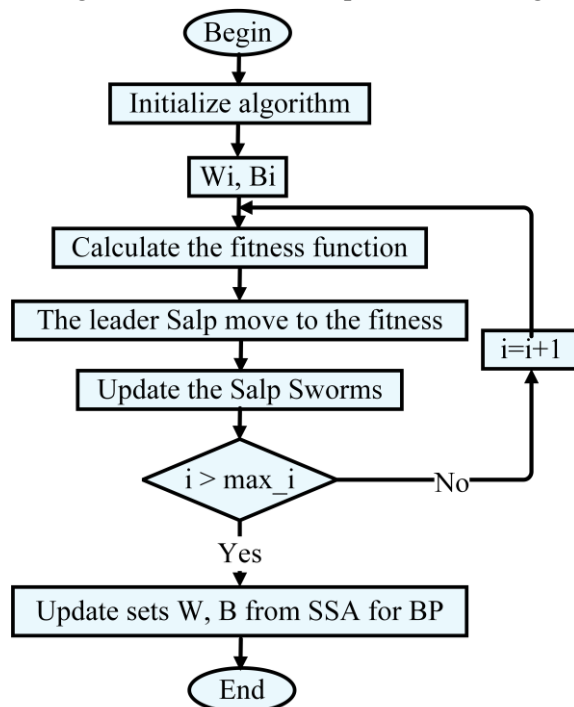 Begin
Initialize algorithm
Wi, Bi
Calculate the fitness function
The leader Salp move to the fitness
i=i+1
Update the Salp Sworms
i > max_i
No
Yes
Update sets W, B from SSA for BP
End